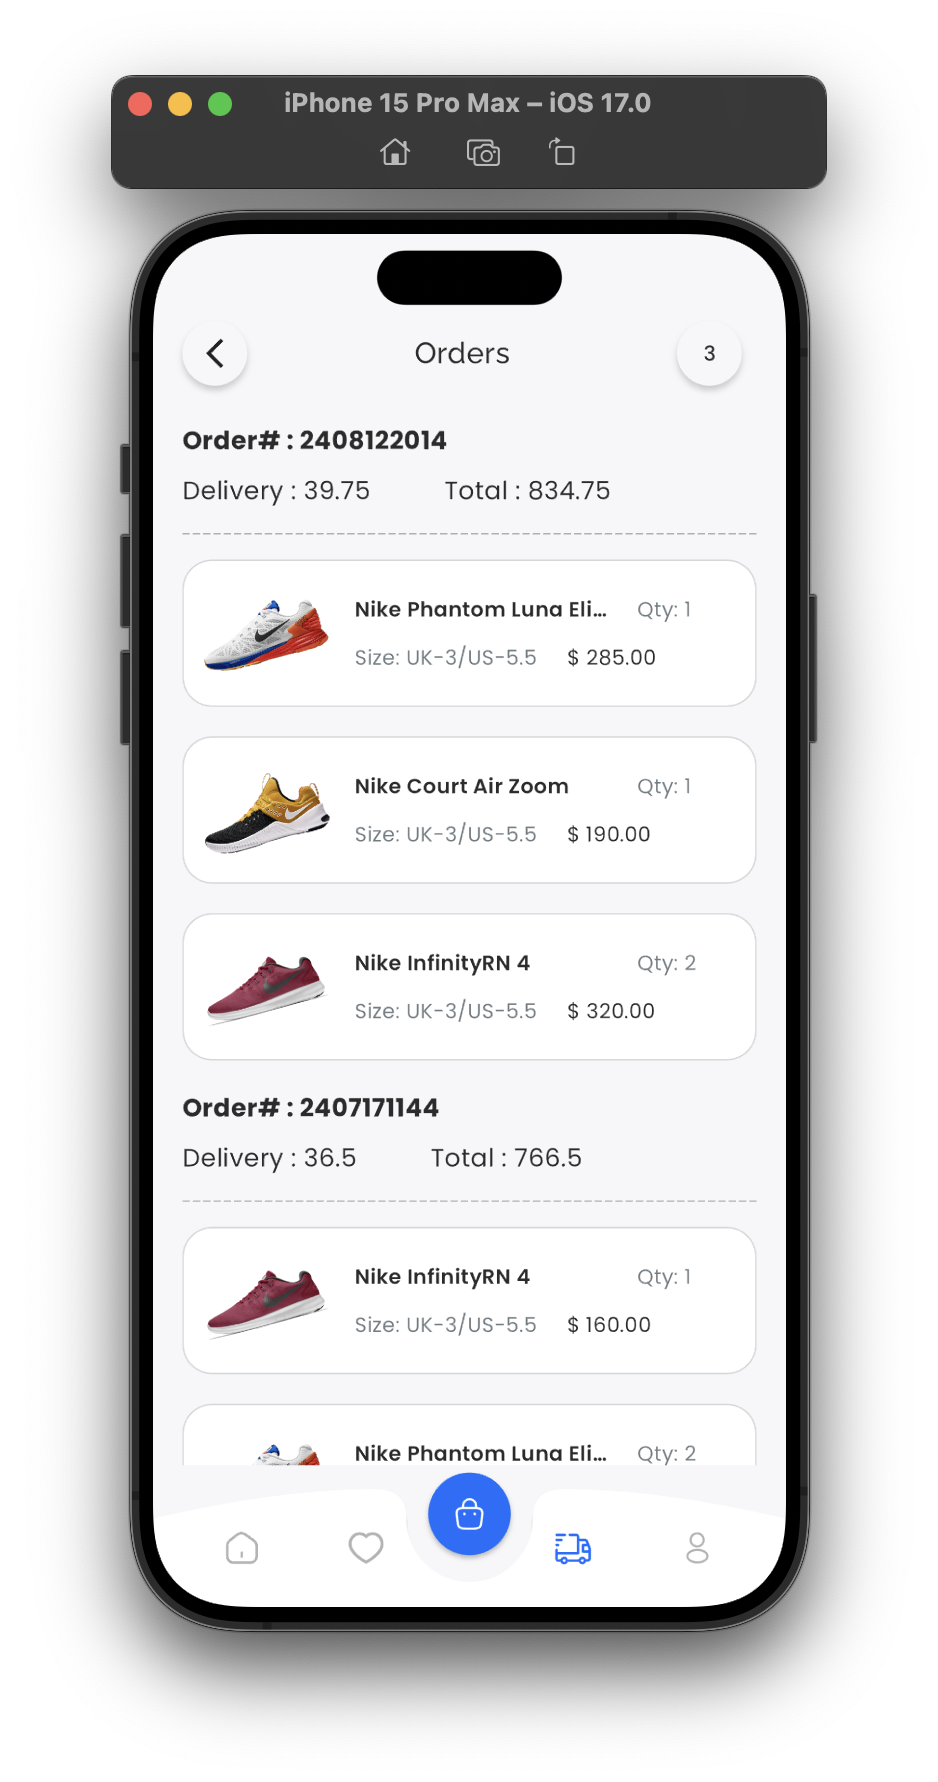 iPhone 15 Pro Max – iOS 17.0
Orders
3
Order# : 2408122014
Delivery : 39.75 Total : 834.75
Nike Phantom Luna Eli... Qty: 1
Size: UK-3/US-5.5 $ 285.00
Nike Court Air Zoom Qty: 1
Size: UK-3/US-5.5 $ 190.00
Nike InfinityRN 4 Qty: 2
Size: UK-3/US-5.5 $ 320.00
Order# : 2407171144
Delivery : 36.5 Total : 766.5
Nike InfinityRN 4 Qty: 1
Size: UK-3/US-5.5 $ 160.00
Nike Phantom Luna Eli... Qty: 2